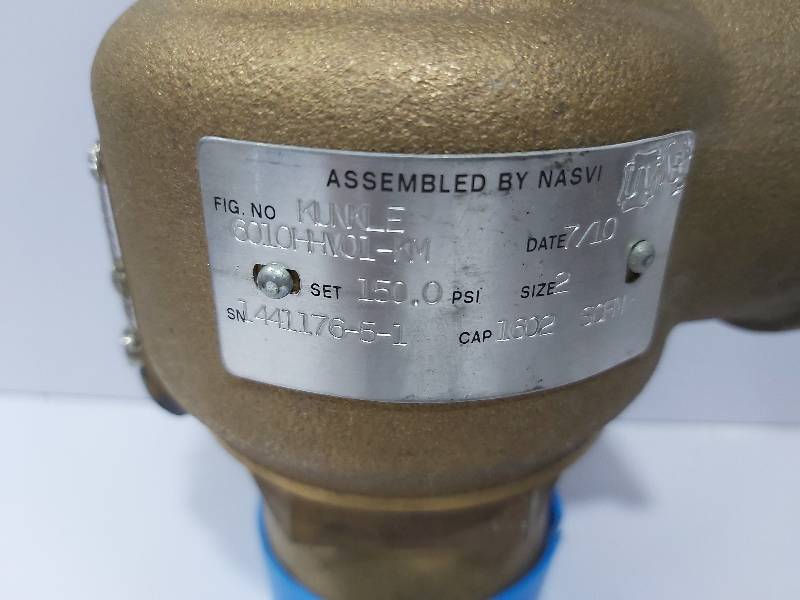 ASSEMBLED BY NASVI
FIG. NO KUNKLE
6010HHV01-KM DATE 7/10
SET 150.0 PSI SIZE 2
SN 1441176-5-1 CAP 1602 SCFM